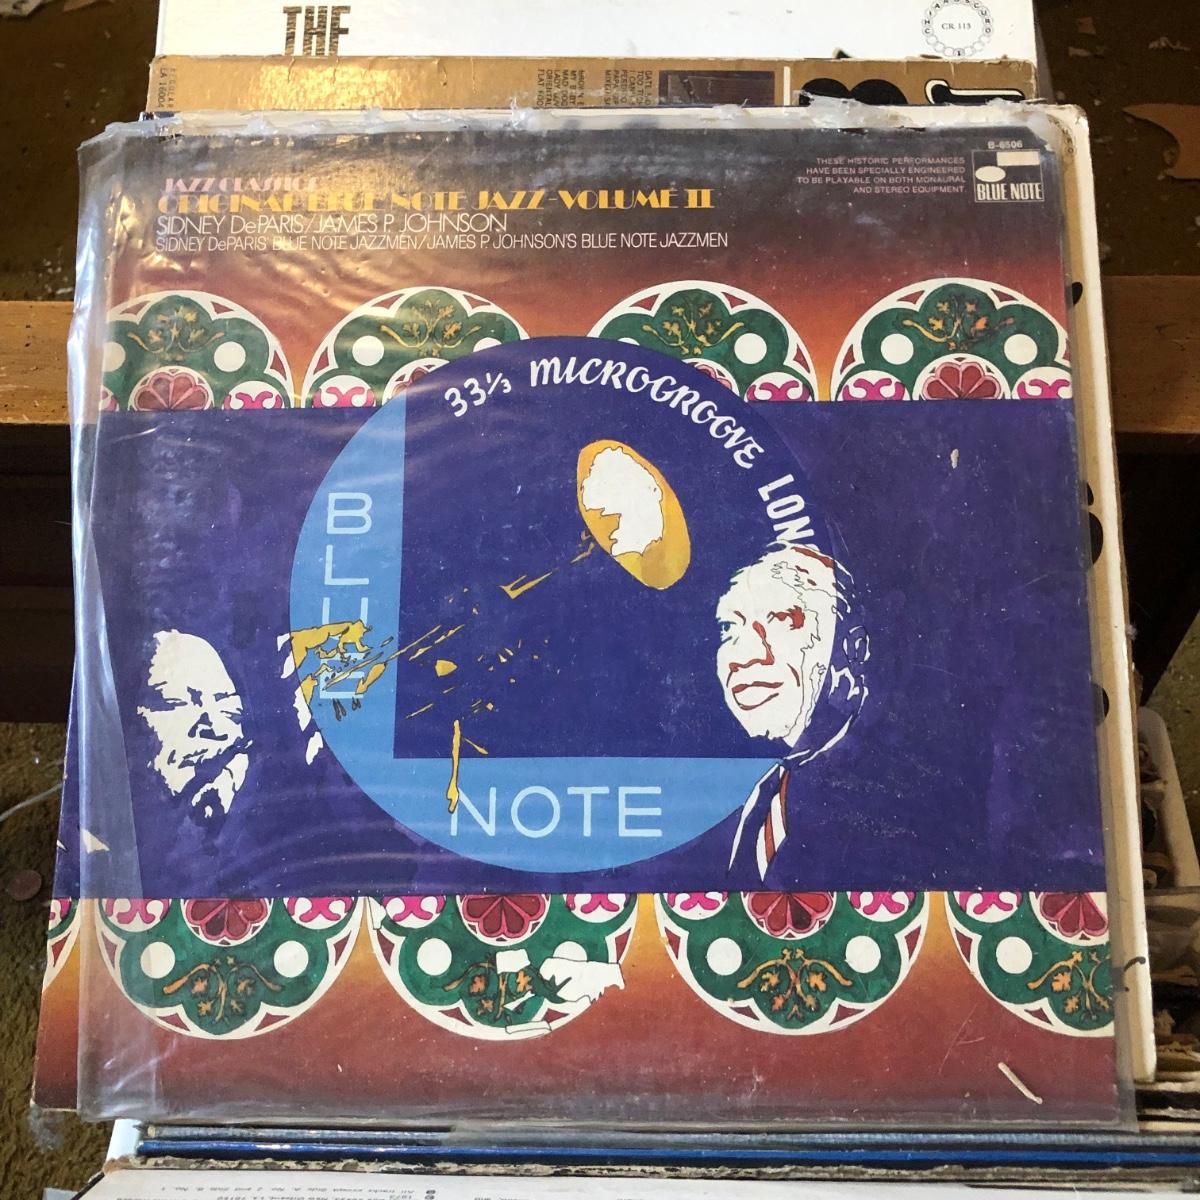 THE
CR 113
LA 16004
B-6506
THESE HISTORIC PERFORMANCES
HAVE BEEN SPECIALLY ENGINEERED
TO BE PLAYABLE ON BOTH MONAURAL
AND STEREO EQUIPMENT.
BLUE NOTE
JAZZ CLASSICS
ORIGINAL BLUE NOTE JAZZ-VOLUME II
SIDNEY DePARIS/JAMES P. JOHNSON
SIDNEY DePARIS' BLUE NOTE JAZZMEN/JAMES P. JOHNSON'S BLUE NOTE JAZZMEN
33⅓ MICROGROOVE LON
BLUE
NOTE